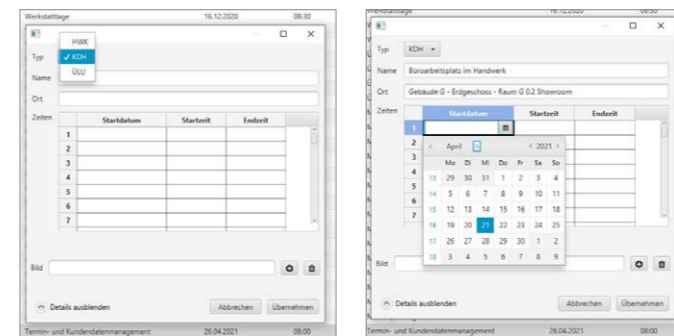 Werkstatttage 16.12.2020 08:30
HWK
Typ ✓ KDH
ÜLU
Name
Ort
Zeiten
Startdatum Startzeit Endzeit
1
2
3
4
5
6
7
Bild
Details ausblenden Abbrechen Übernehmen
Termin- und Kundendatenmanagement 26.04.2021 08:00
Typ KDH
Name Büroarbeitsplatz im Handwerk
Ort Gebäude G - Erdgeschoss - Raum G 0.2 Showroom
Zeiten
Startdatum Startzeit Endzeit
1
2 < April > < 2021 >
3 Mo Di Mi Do Fr Sa So
4 13 29 30 31 1 2 3 4
5 14 5 6 7 8 9 10 11
6 15 12 13 14 15 16 17 18
7 16 19 20 21 22 23 24 25
17 26 27 28 29 30 1 2
18 3 4 5 6 7 8 9
Bild
Details ausblenden Abbrechen Übernehmen
Termin- und Kundendatenmanagement 26.04.2021 08:00